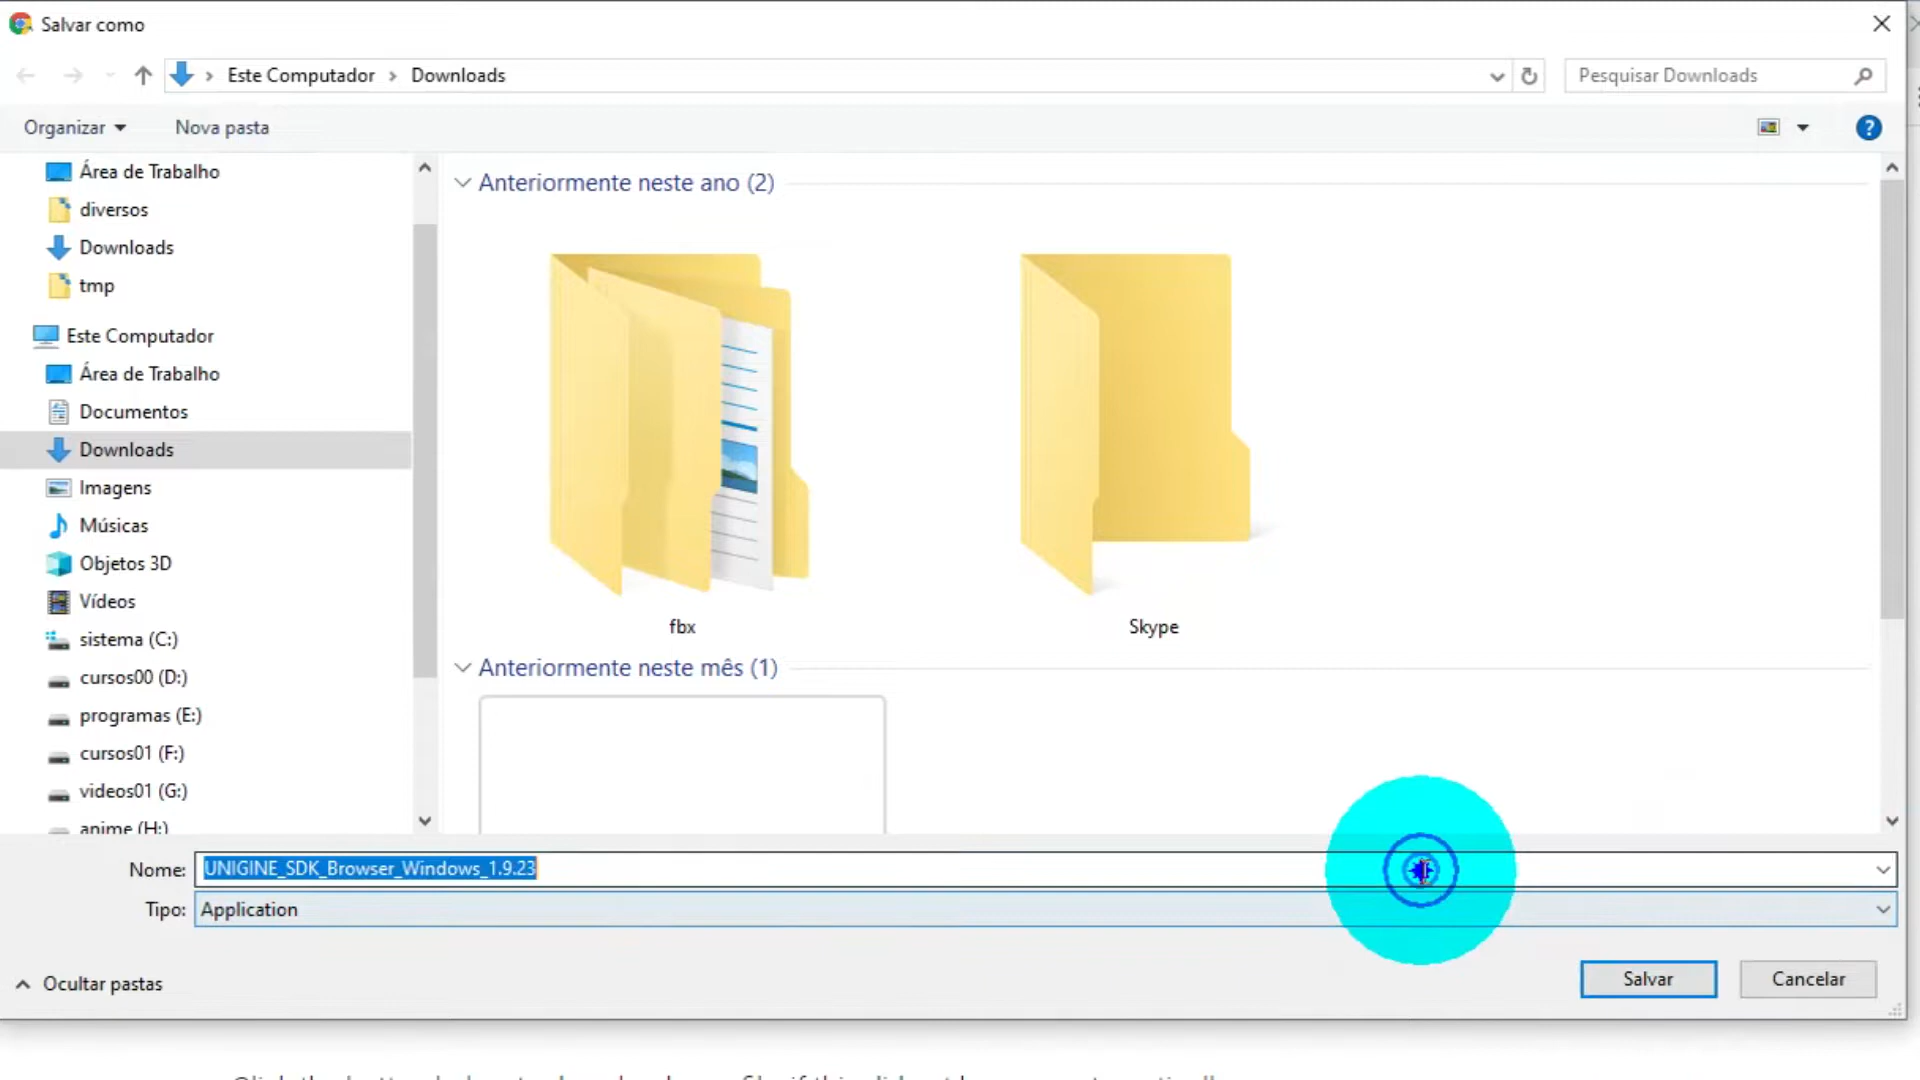 Salvar como
Este Computador
Downloads
Pesquisar Downloads
Organizar
Nova pasta
?
Área de Trabalho
diversos
Downloads
tmp
Este Computador
Área de Trabalho
Documentos
Downloads
Imagens
Músicas
Objetos 3D
Vídeos
sistema (C:)
cursos00 (D:)
programas (E:)
cursos01 (F:)
videos01 (G:)
anime (H:)
Anteriormente neste ano (2)
fbx
Skype
Anteriormente neste mês (1)
Nome: UNIGINE_SDK_Browser_Windows_1.9.23
Tipo: Application
Ocultar pastas
Salvar
Cancelar